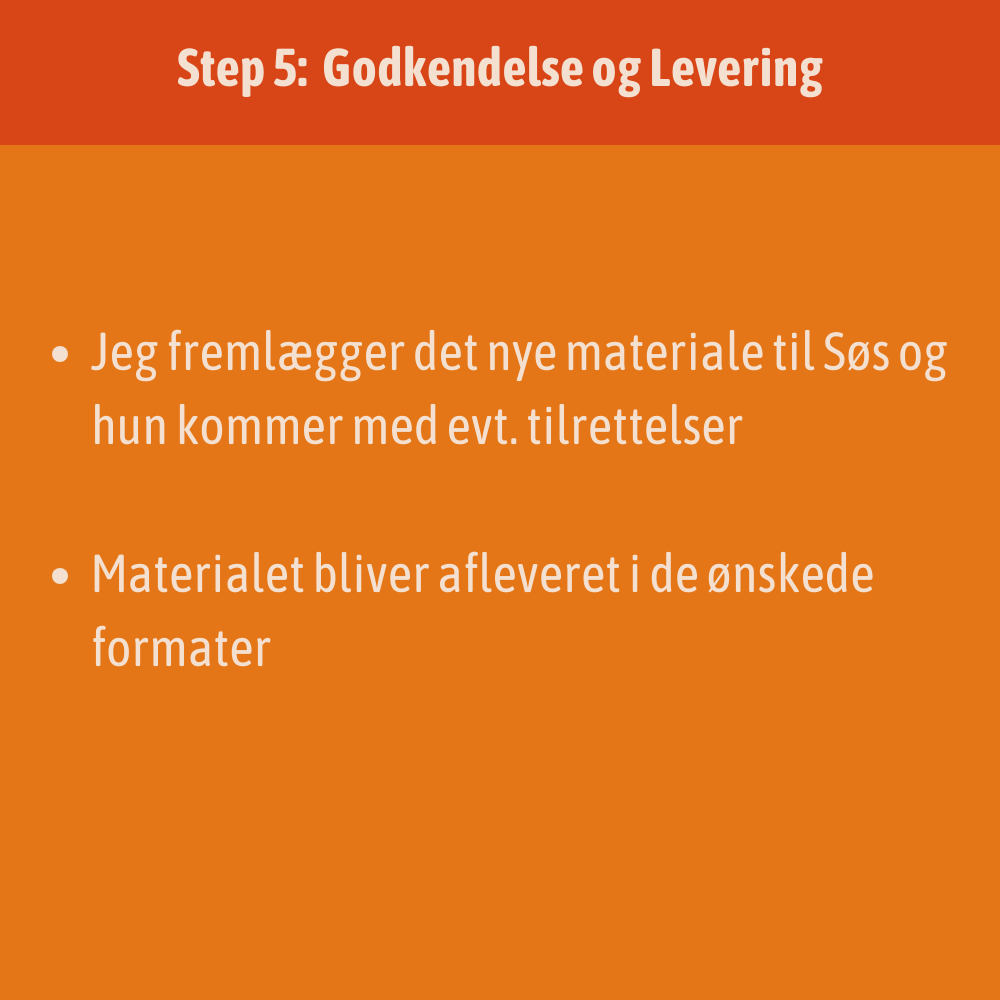 Step 5: Godkendelse og Levering
• Jeg fremlægger det nye materiale til Søs og
hun kommer med evt. tilrettelser
• Materialet bliver afleveret i de ønskede
formater